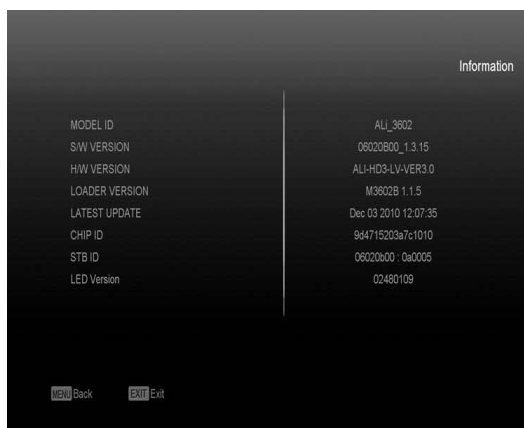 Information
MODEL ID ALi_3602
S/W VERSION 06020B00_1.3.15
H/W VERSION ALI-HD3-LV-VER3.0
LOADER VERSION M3602B 1.1.5
LATEST UPDATE Dec 03 2010 12:07:35
CHIP ID 9d4715203a7c1010
STB ID 06020b00 : 0a0005
LED Version 02480109
MENU Back EXIT Exit